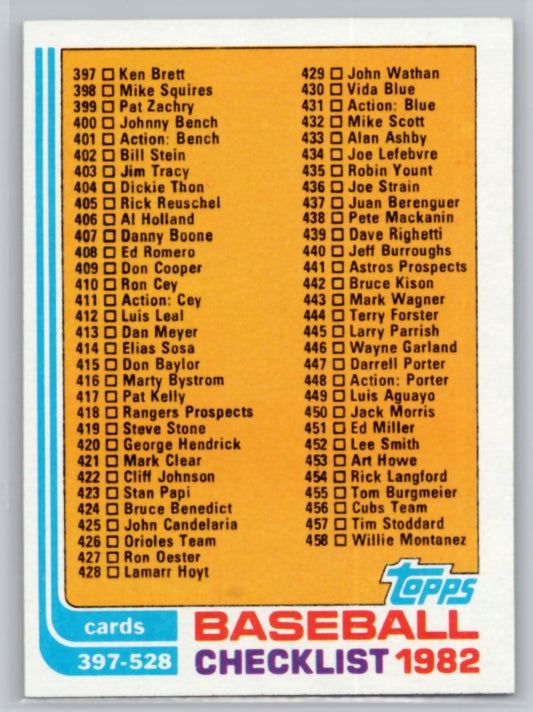 397 Ken Brett
398 Mike Squires
399 Pat Zachry
400 Johnny Bench
401 Action: Bench
402 Bill Stein
403 Jim Tracy
404 Dickie Thon
405 Rick Reuschel
406 Al Holland
407 Danny Boone
408 Ed Romero
409 Don Cooper
410 Ron Cey
411 Action: Cey
412 Luis Leal
413 Dan Meyer
414 Elias Sosa
415 Don Baylor
416 Marty Bystrom
417 Pat Kelly
418 Rangers Prospects
419 Steve Stone
420 George Hendrick
421 Mark Clear
422 Cliff Johnson
423 Stan Papi
424 Bruce Benedict
425 John Candelaria
426 Orioles Team
427 Ron Oester
428 Lamarr Hoyt
429 John Wathan
430 Vida Blue
431 Action: Blue
432 Mike Scott
433 Alan Ashby
434 Joe Lefebvre
435 Robin Yount
436 Joe Strain
437 Juan Berenguer
438 Pete Mackanin
439 Dave Righetti
440 Jeff Burroughs
441 Astros Prospects
442 Bruce Kison
443 Mark Wagner
444 Terry Forster
445 Larry Parrish
446 Wayne Garland
447 Darrell Porter
448 Action: Porter
449 Luis Aguayo
450 Jack Morris
451 Ed Miller
452 Lee Smith
453 Art Howe
454 Rick Langford
455 Tom Burgmeier
456 Cubs Team
457 Tim Stoddard
458 Willie Montanez
topps
cards
397-528
BASEBALL
CHECKLIST 1982